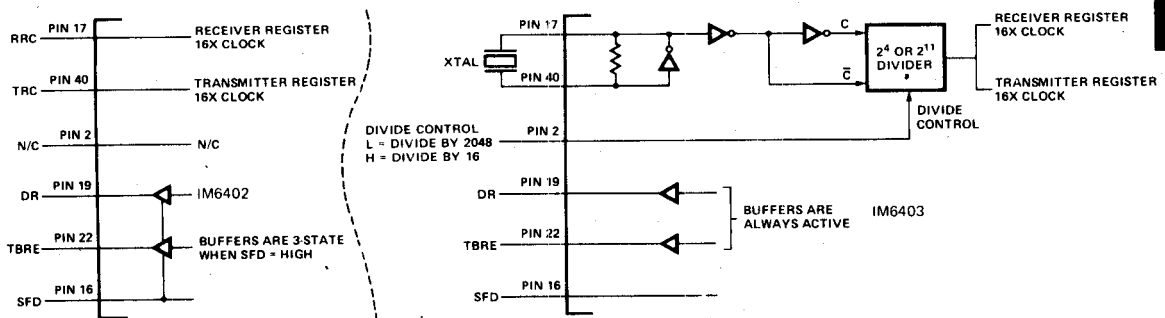 RRC PIN 17 RECEIVER REGISTER
16X CLOCK
TRC PIN 40 TRANSMITTER REGISTER
16X CLOCK
N/C PIN 2 N/C
DR PIN 19 IM6402
TBRE PIN 22 BUFFERS ARE 3-STATE
WHEN SFD = HIGH
SFD PIN 16
PIN 17
XTAL
PIN 40
C
C̅
2⁴ OR 2¹¹
DIVIDER
RECEIVER REGISTER
16X CLOCK
TRANSMITTER REGISTER
16X CLOCK
DIVIDE
CONTROL
DIVIDE CONTROL
L = DIVIDE BY 2048
H = DIVIDE BY 16
PIN 2
DR PIN 19
TBRE PIN 22
BUFFERS ARE
ALWAYS ACTIVE
IM6403
SFD PIN 16